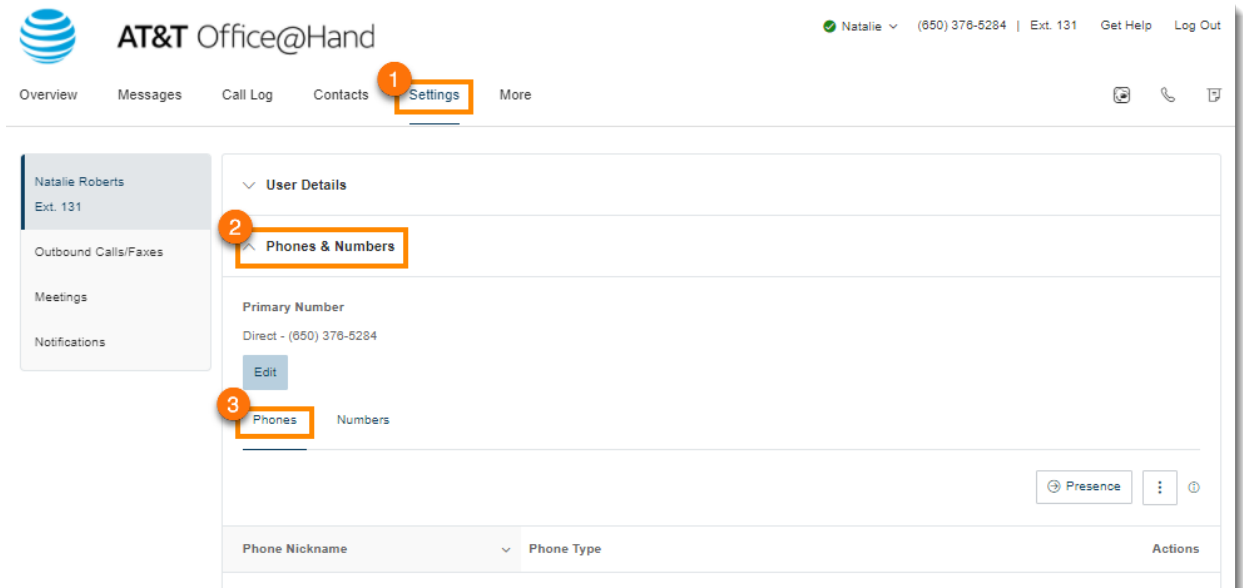 AT&T Office@Hand
Natalie (650) 376-5284 | Ext. 131 Get Help Log Out
1
Overview Messages Call Log Contacts Settings More
Natalie Roberts
Ext. 131
Outbound Calls/Faxes
Meetings
Notifications
User Details
2
Phones & Numbers
Primary Number
Direct - (650) 376-5284
Edit
3
Phones Numbers
Presence
Phone Nickname Phone Type Actions